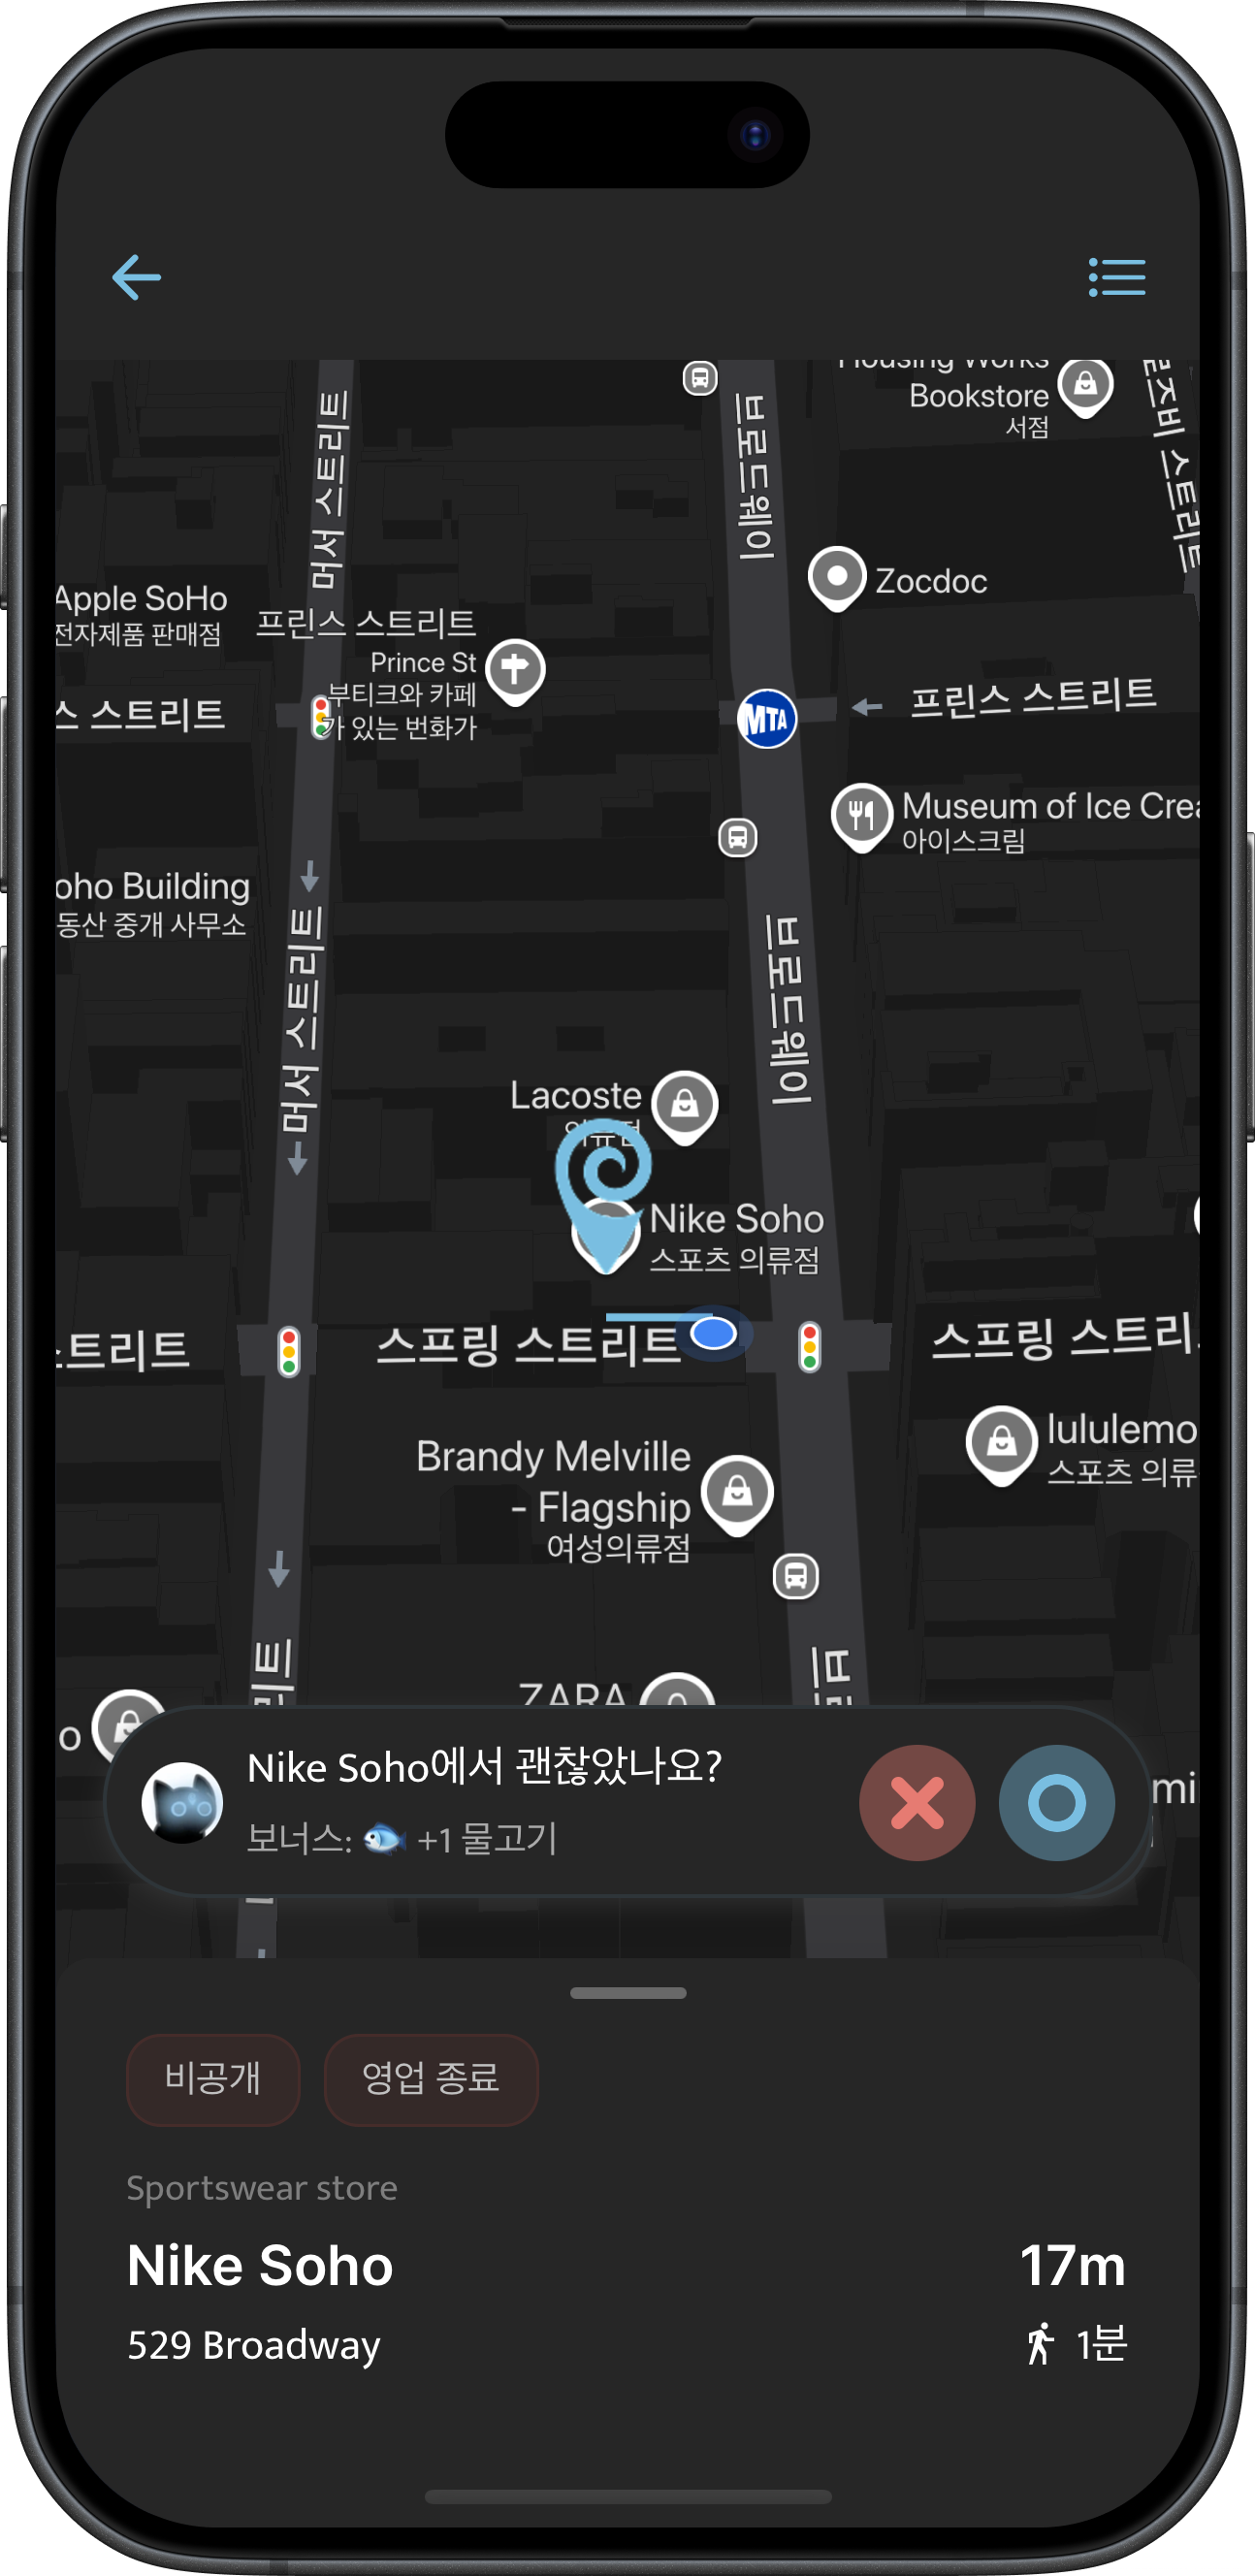 Bookstore
서점
머서 스트리트
브로드웨이
Zocdoc
Apple SoHo
전자제품 판매점
프린스 스트리트
Prince St
부티크와 카페
가 있는 번화가
스 스트리트
MTA
프린스 스트리트
Museum of Ice Crea
아이스크림
oho Building
동산 중개 사무소
머서 스트리트
브로드웨이
Lacoste
의류점
Nike Soho
스포츠 의류점
스트리트
스프링 스트리트
스프링 스트리
Brandy Melville
- Flagship
여성의류점
lululemo
스포츠 의류
ZARA
o
mi
Nike Soho에서 괜찮았나요?
보너스: 🐟 +1 물고기
비공개
영업 종료
Sportswear store
Nike Soho
17m
529 Broadway
1분